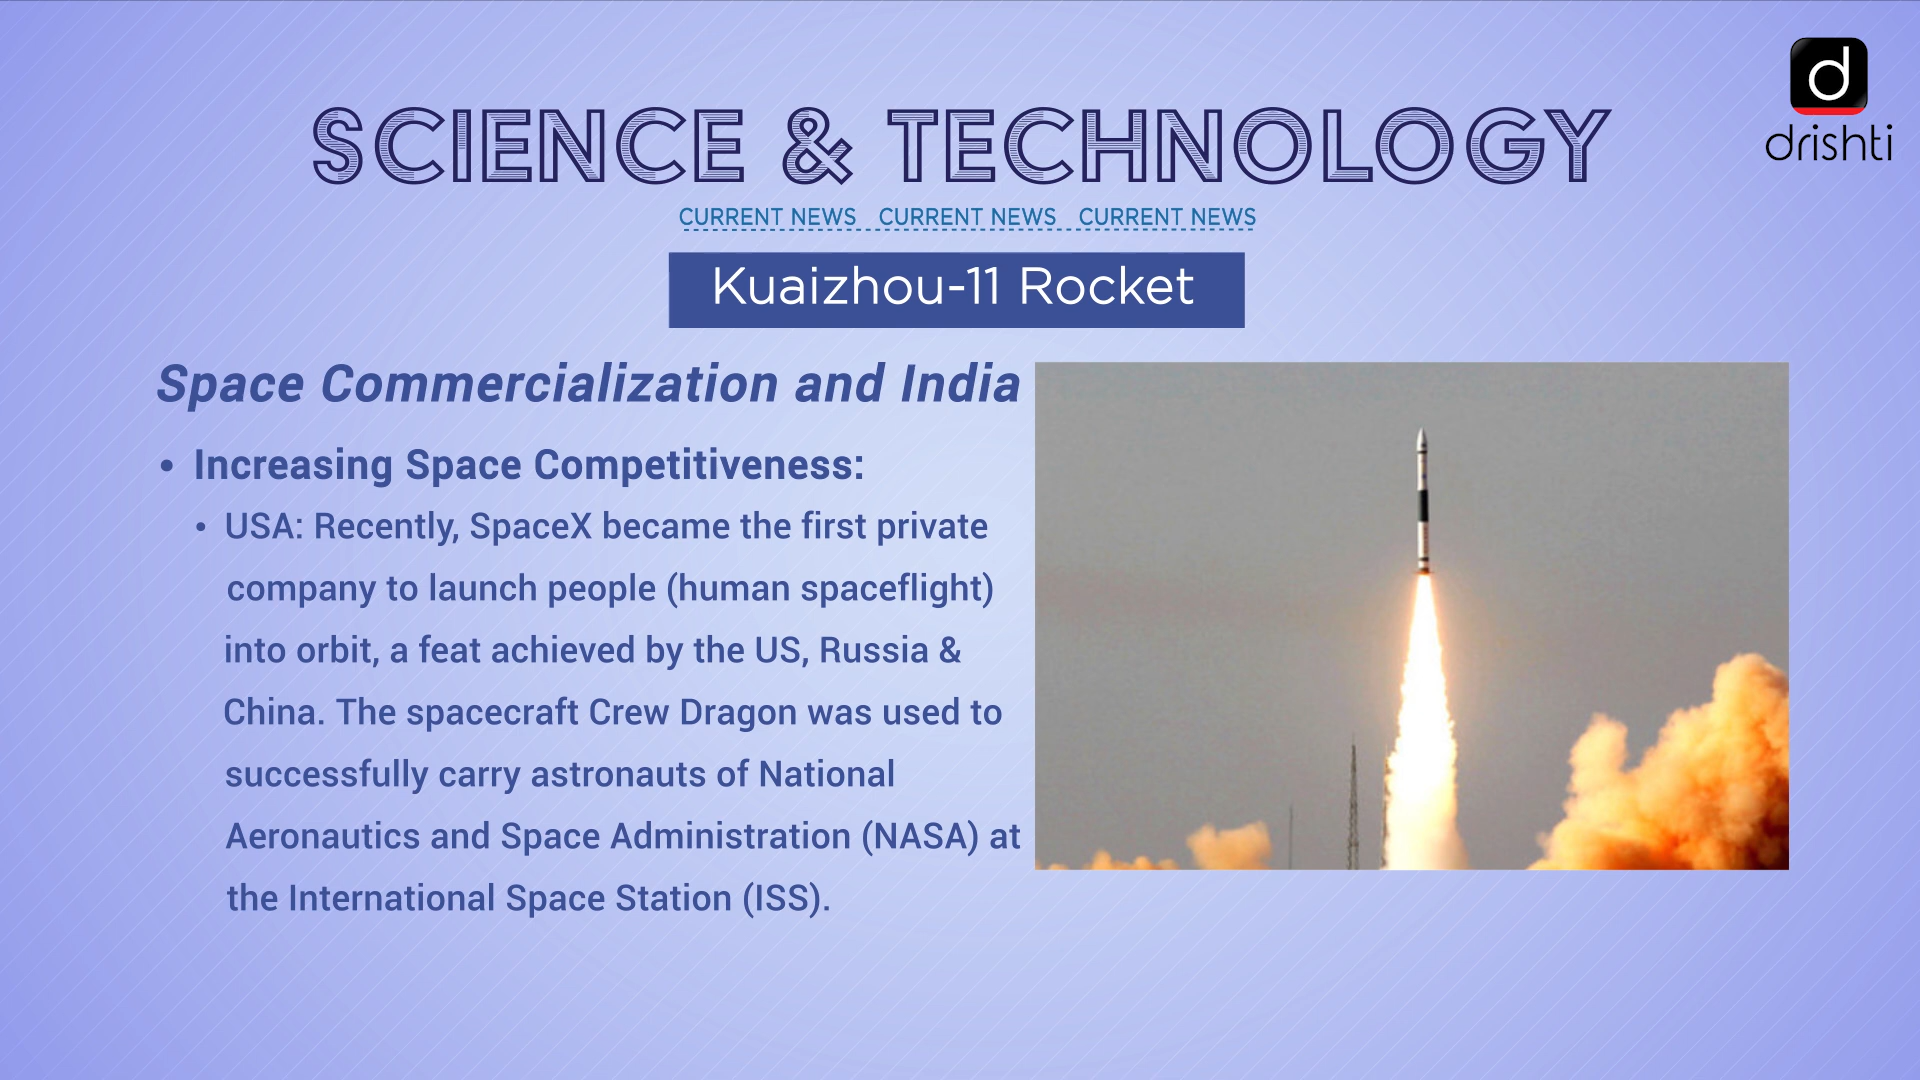 SCIENCE & TECHNOLOGY
d
drishti
CURRENT NEWS CURRENT NEWS CURRENT NEWS
Kuaizhou-11 Rocket
Space Commercialization and India
• Increasing Space Competitiveness:
• USA: Recently, SpaceX became the first private
company to launch people (human spaceflight)
into orbit, a feat achieved by the US, Russia &
China. The spacecraft Crew Dragon was used to
successfully carry astronauts of National
Aeronautics and Space Administration (NASA) at
the International Space Station (ISS).